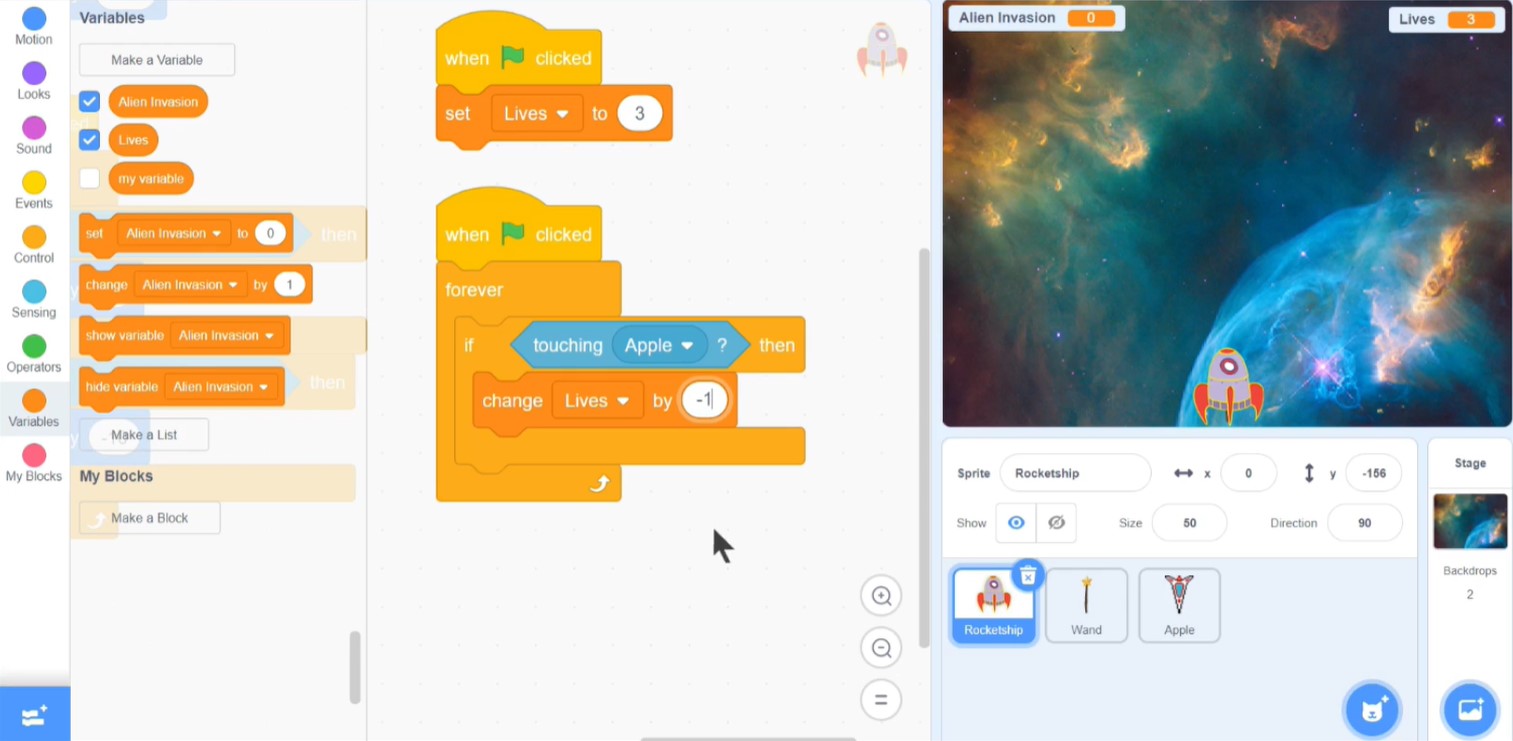 Motion
Looks
Sound
Events
Control
Sensing
Operators
Variables
My Blocks
Variables
Make a Variable
Alien Invasion
Lives
my variable
set Alien Invasion to 0
then
change Alien Invasion by 1
show variable Alien Invasion
hide variable Alien Invasion
then
Make a List
My Blocks
Make a Block
when clicked
set Lives to 3
when clicked
forever
if touching Apple ? then
change Lives by -1
Alien Invasion 0
Lives 3
Sprite Rocketship x 0 y -156
Show Size 50 Direction 90
Rocketship
Wand
Apple
Stage
Backdrops
2